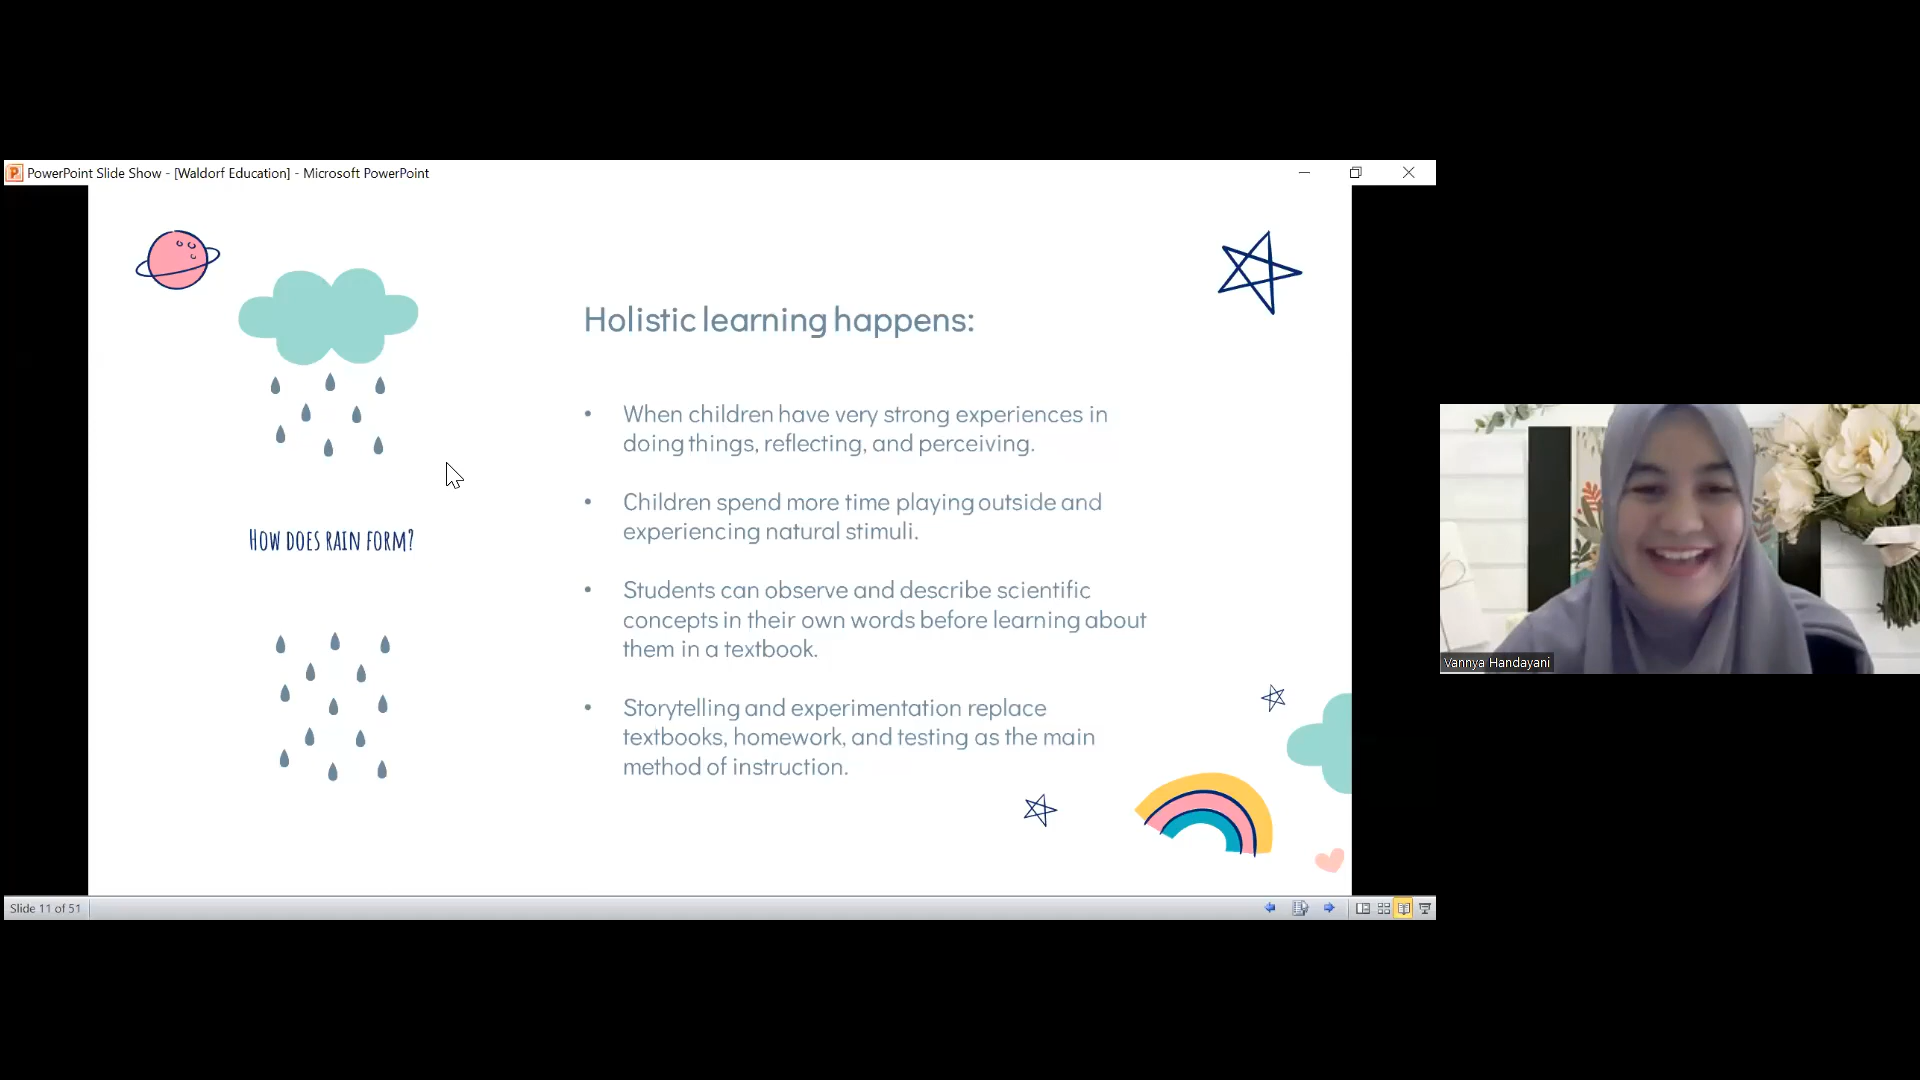 PowerPoint Slide Show - [Waldorf Education] - Microsoft PowerPoint
HOW DOES RAIN FORM?
Holistic learning happens:
• When children have very strong experiences in
doing things, reflecting, and perceiving.
• Children spend more time playing outside and
experiencing natural stimuli.
• Students can observe and describe scientific
concepts in their own words before learning about
them in a textbook.
• Storytelling and experimentation replace
textbooks, homework, and testing as the main
method of instruction.
Vannya Handayani
Slide 11 of 51